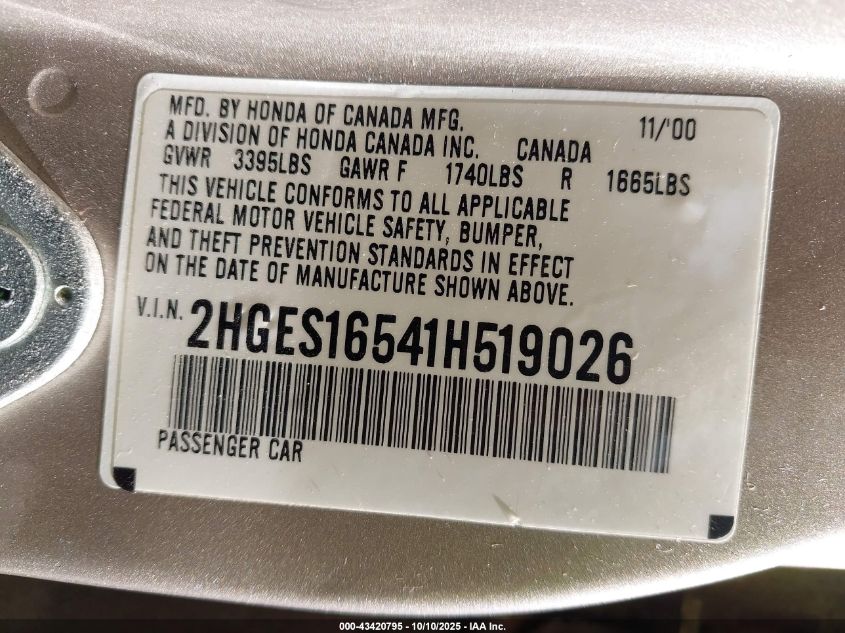 MFD. BY HONDA OF CANADA MFG. 11/'00
A DIVISION OF HONDA CANADA INC. CANADA
GVWR 3395LBS GAWR F 1740LBS R 1665LBS
THIS VEHICLE CONFORMS TO ALL APPLICABLE
FEDERAL MOTOR VEHICLE SAFETY, BUMPER,
AND THEFT PREVENTION STANDARDS IN EFFECT
ON THE DATE OF MANUFACTURE SHOWN ABOVE.
V.I.N. 2HGES16541H519026
PASSENGER CAR
000-43420795 - 10/10/2025 - IAA Inc.